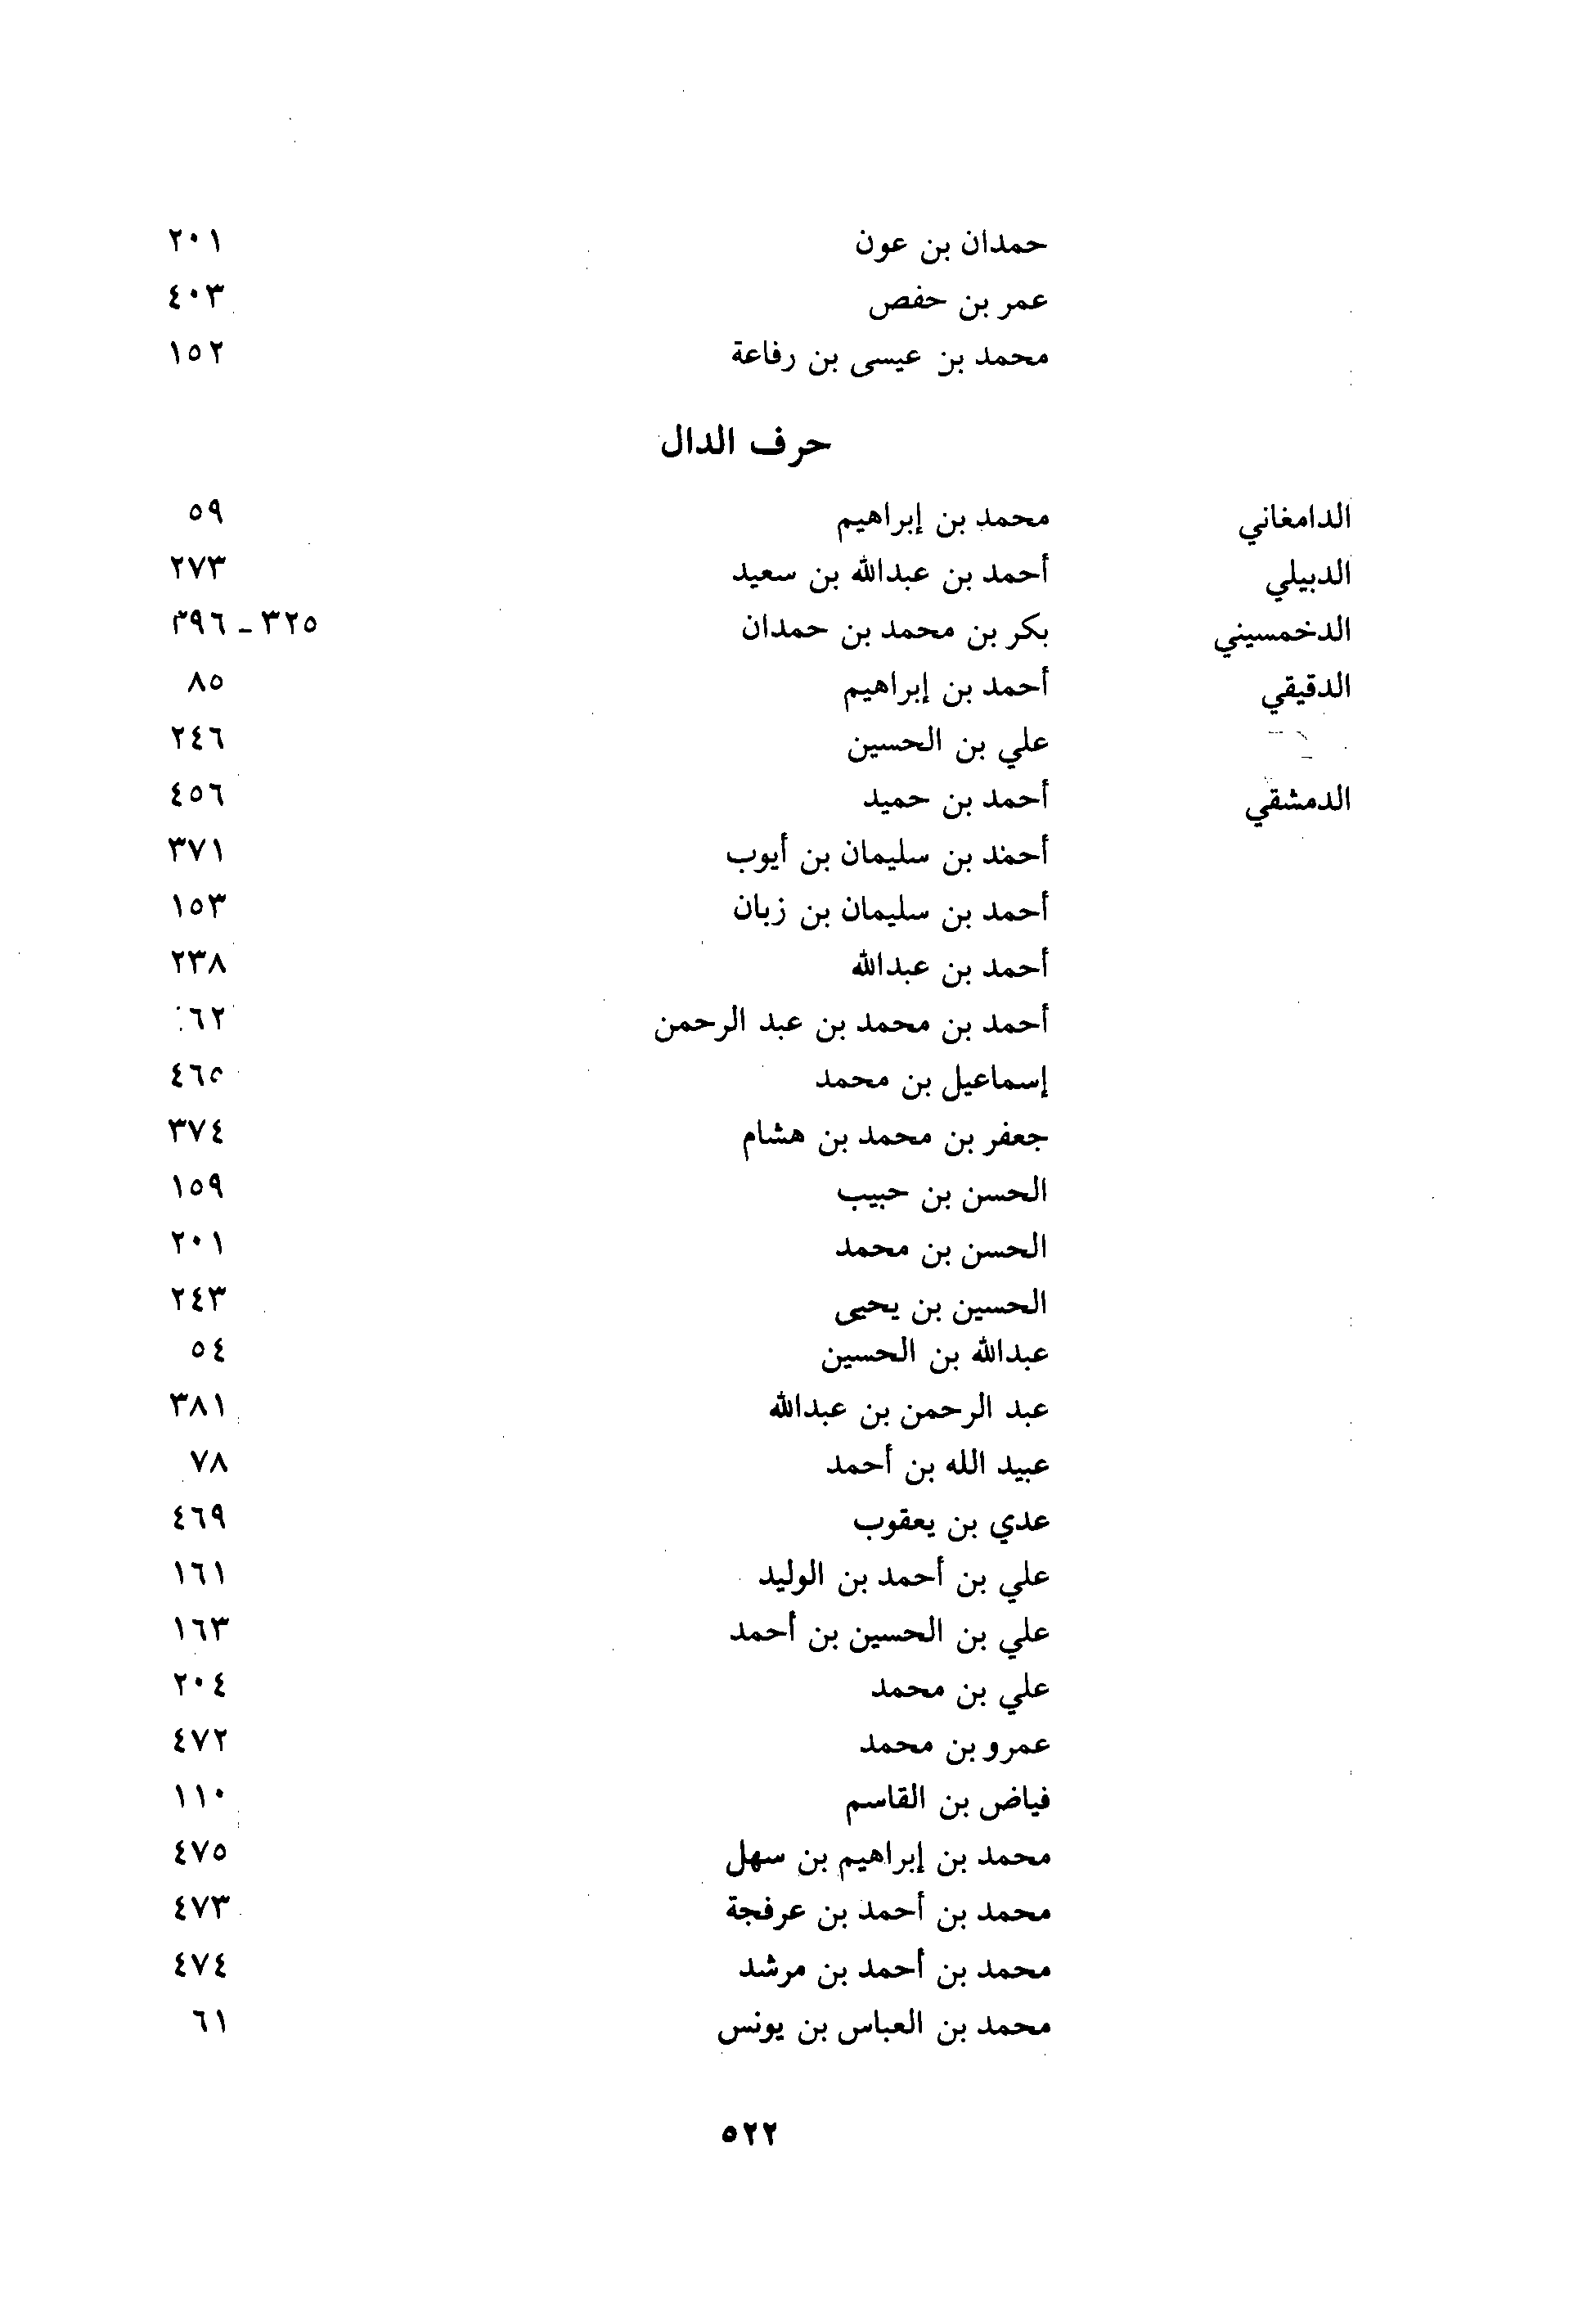 حمدان بن عون ٢٠١
عمر بن حفص ٤٠٣
محمد بن عيسى بن رفاعة ١٥٢
حرف الدال
الدامغاني محمد بن إبراهيم ٥٩
الدبيلي أحمد بن عبدالله بن سعيد ٢٧٣
الدخمسيني بكر بن محمد بن حمدان ٣٢٥ - ٣٩٦
الدقيقي أحمد بن إبراهيم ٨٥
علي بن الحسين ٢٤٦
الدمشقي أحمد بن حميد ٤٥٦
أحمد بن سليمان بن أيوب ٣٧١
أحمد بن سليمان بن زبان ١٥٣
أحمد بن عبدالله ٢٣٨
أحمد بن محمد بن عبد الرحمن ٦٢
إسماعيل بن محمد ٤٦٥
جعفر بن محمد بن هشام ٣٧٤
الحسن بن حبيب ١٥٩
الحسن بن محمد ٢٠١
الحسين بن يحيى ٢٤٣
عبدالله بن الحسين ٥٤
عبد الرحمن بن عبدالله ٣٨١
عبيد الله بن أحمد ٧٨
عدي بن يعقوب ٤٦٩
علي بن أحمد بن الوليد ١٦١
علي بن الحسين بن أحمد ١٦٣
علي بن محمد ٢٠٤
عمرو بن محمد ٤٧٢
فياض بن القاسم ١١٠
محمد بن إبراهيم بن سهل ٤٧٥
محمد بن أحمد بن عرفجة ٤٧٣
محمد بن أحمد بن مرشد ٤٧٤
محمد بن العباس بن يونس ٦١
٥٢٢